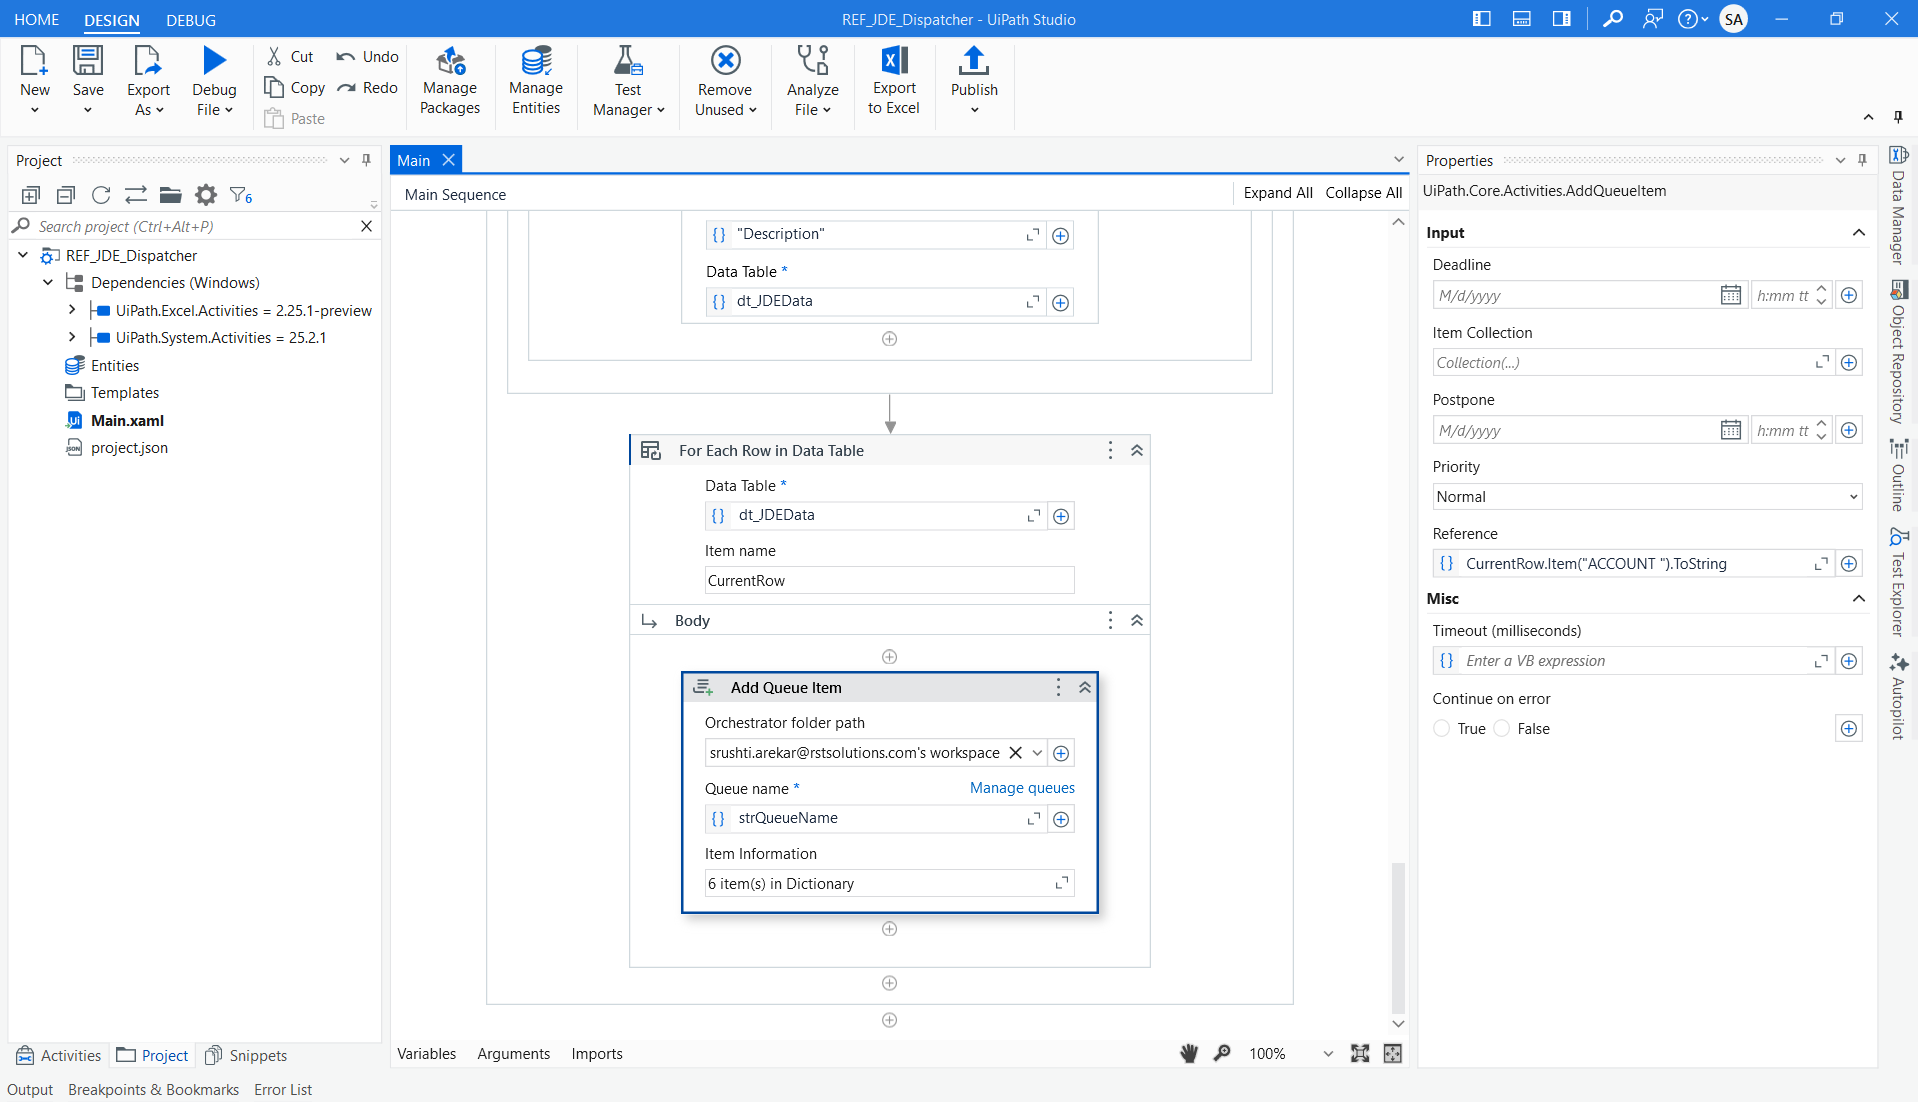 HOME DESIGN DEBUG
REF_JDE_Dispatcher - UiPath Studio
SA
New
Save
Export As
Debug File
Cut
Copy
Paste
Undo
Redo
Manage Packages
Manage Entities
Test Manager
Remove Unused
Analyze File
Export to Excel
Publish
Project
6
Search project (Ctrl+Alt+P)
REF_JDE_Dispatcher
Dependencies (Windows)
UiPath.Excel.Activities = 2.25.1-preview
UiPath.System.Activities = 25.2.1
Entities
Templates
Main.xaml
project.json
Activities Project Snippets
Main
Main Sequence
Expand All Collapse All
{} "Description"
Data Table *
{} dt_JDEData
For Each Row in Data Table
Data Table *
{} dt_JDEData
Item name
CurrentRow
Body
Add Queue Item
Orchestrator folder path
srushti.arekar@rstsolutions.com's workspace
Queue name * Manage queues
{} strQueueName
Item Information
6 item(s) in Dictionary
Variables Arguments Imports
100%
Properties
UiPath.Core.Activities.AddQueueItem
Input
Deadline
M/d/yyyy h:mm tt
Item Collection
Collection(...)
Postpone
M/d/yyyy h:mm tt
Priority
Normal
Reference
{} CurrentRow.Item("ACCOUNT ").ToString
Misc
Timeout (milliseconds)
{} Enter a VB expression
Continue on error
True False
Data Manager
Object Repository
Outline
Test Explorer
Autopilot
Output Breakpoints & Bookmarks Error List